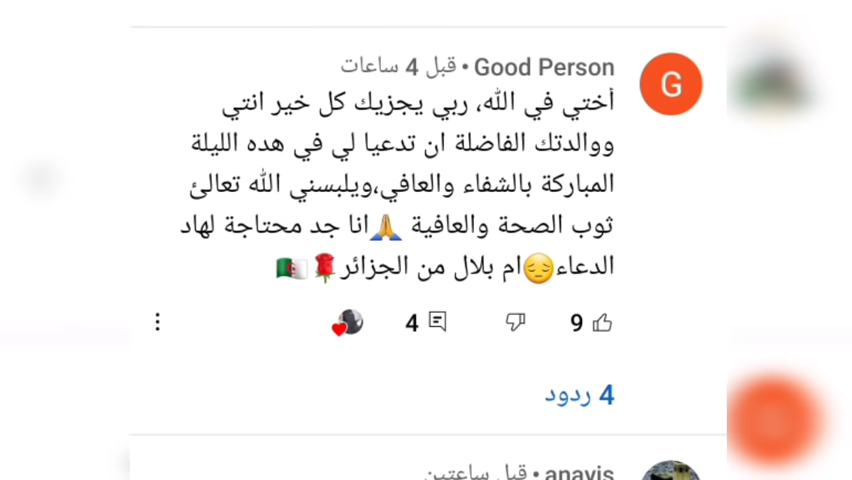 Good Person • قبل 4 ساعات
G
أختي في الله، ربي يجزيك كل خير انتي
ووالدتك الفاضلة ان تدعيا لي في هده الليلة
المباركة بالشفاء والعافي،ويلبسني الله تعالئ
ثوب الصحة والعافية 🙏انا جد محتاجة لهاد
الدعاء😔ام بلال من الجزائر🌹🇩🇿
9
4
4 ردود
anavis • قبل ساعتين